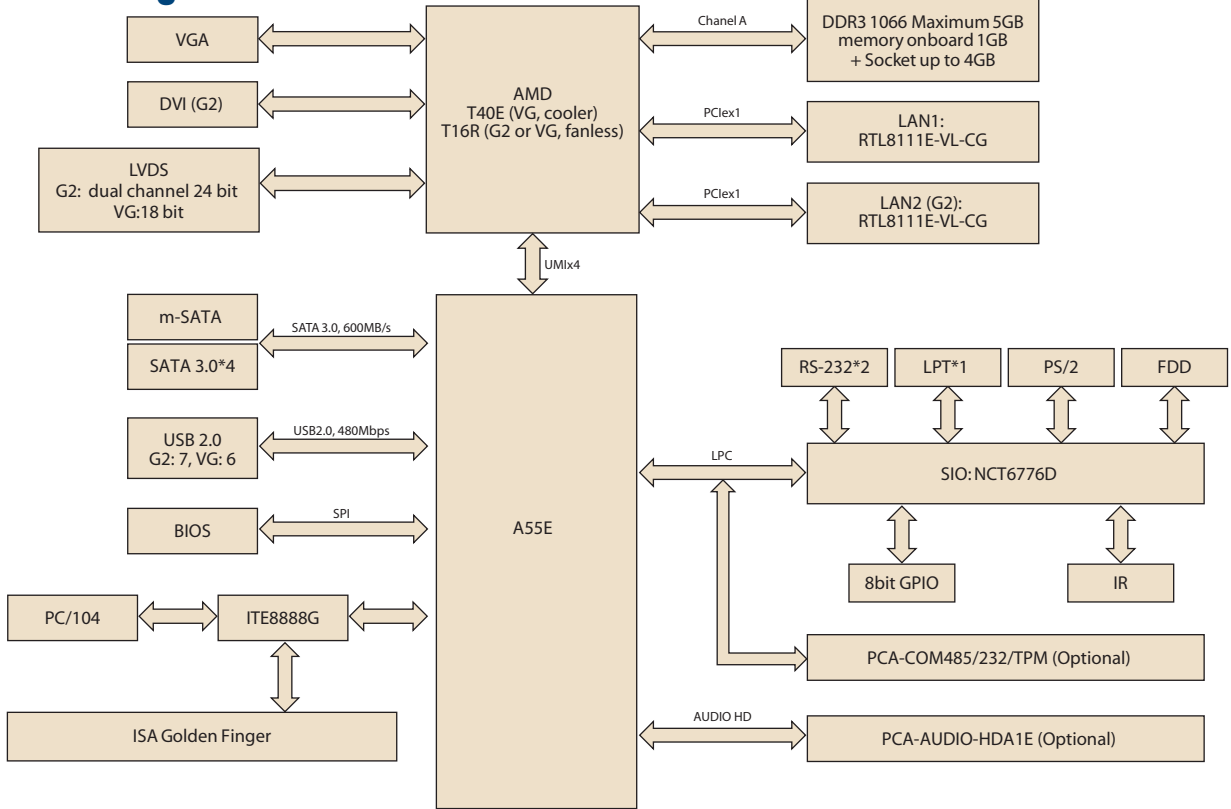 VGA
DVI (G2)
LVDS
G2: dual channel 24 bit
VG:18 bit
AMD
T40E (VG, cooler)
T16R (G2 or VG, fanless)
Chanel A
DDR3 1066 Maximum 5GB
memory onboard 1GB
+ Socket up to 4GB
PCIex1
LAN1:
RTL8111E-VL-CG
PCIex1
LAN2 (G2):
RTL8111E-VL-CG
UMIx4
m-SATA
SATA 3.0*4
SATA 3.0, 600MB/s
USB 2.0
G2: 7, VG: 6
USB2.0, 480Mbps
BIOS
SPI
PC/104
ITE8888G
ISA Golden Finger
A55E
RS-232*2
LPT*1
PS/2
FDD
LPC
SIO: NCT6776D
8bit GPIO
IR
PCA-COM485/232/TPM (Optional)
AUDIO HD
PCA-AUDIO-HDA1E (Optional)